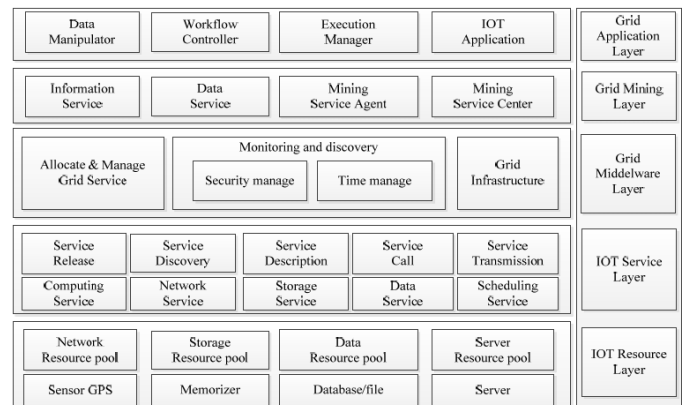 Data
Manipulator
Workflow
Controller
Execution
Manager
IOT
Application
Grid
Application
Layer
Information
Service
Data
Service
Mining
Service Agent
Mining
Service Center
Grid Mining
Layer
Allocate & Manage
Grid Service
Monitoring and discovery
Security manage
Time manage
Grid
Infrastructure
Grid
Middelware
Layer
Service
Release
Service
Discovery
Service
Description
Service
Call
Service
Transmission
Computing
Service
Network
Service
Storage
Service
Data
Service
Scheduling
Service
IOT Service
Layer
Network
Resource pool
Storage
Resource pool
Data
Resource pool
Server
Resource pool
Sensor GPS
Memorizer
Database/file
Server
IOT Resource
Layer